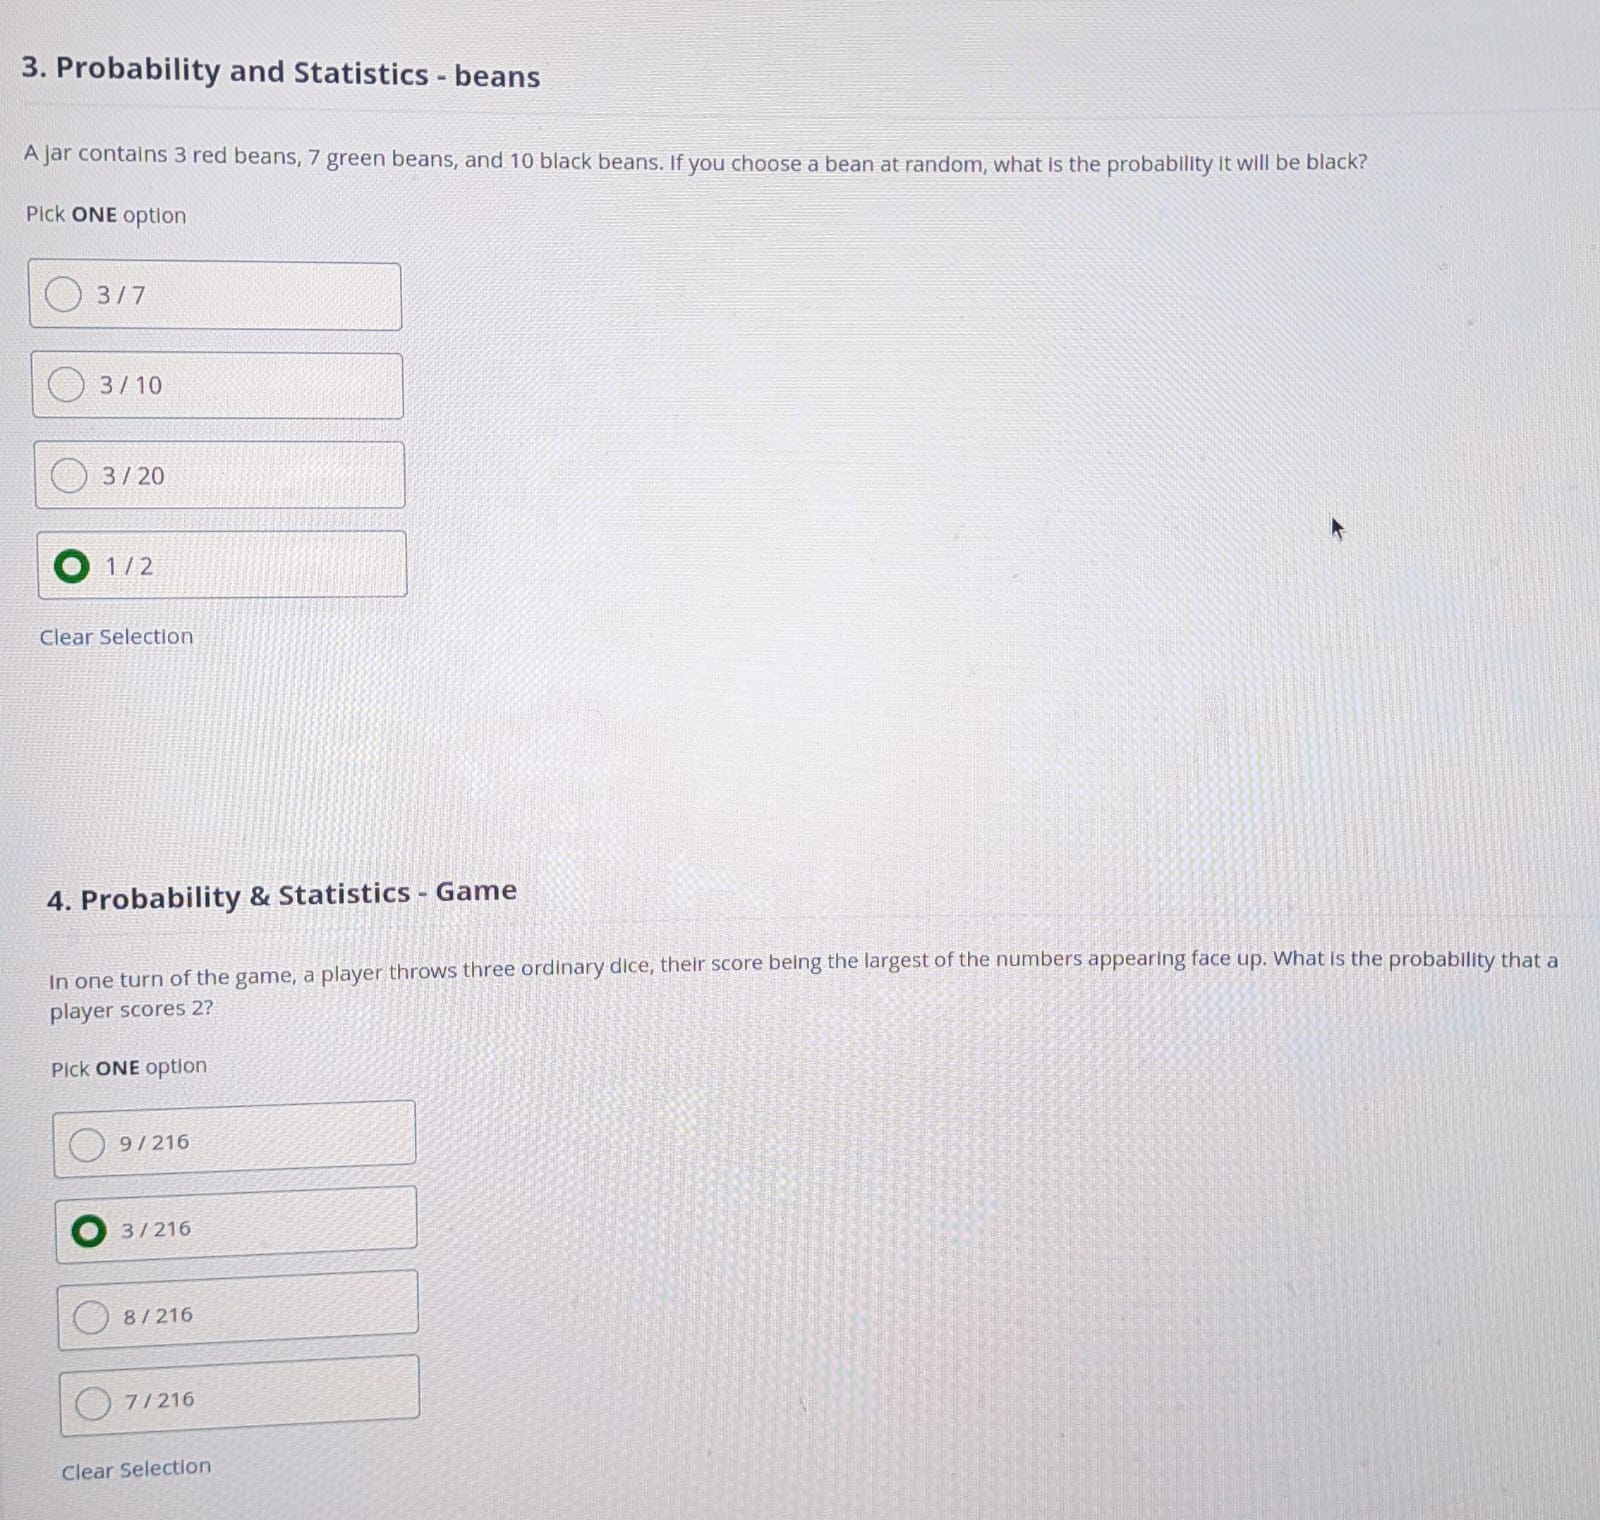 3. Probability and Statistics - beans
A jar contains 3 red beans, 7 green beans, and 10 black beans. If you choose a bean at random, what is the probability it will be black?
Pick ONE option
3 / 7
3 / 10
3 / 20
1 / 2
Clear Selection
4. Probability & Statistics - Game
In one turn of the game, a player throws three ordinary dice, their score being the largest of the numbers appearing face up. What is the probability that a
player scores 2?
Pick ONE option
9 / 216
3 / 216
8 / 216
7 / 216
Clear Selection